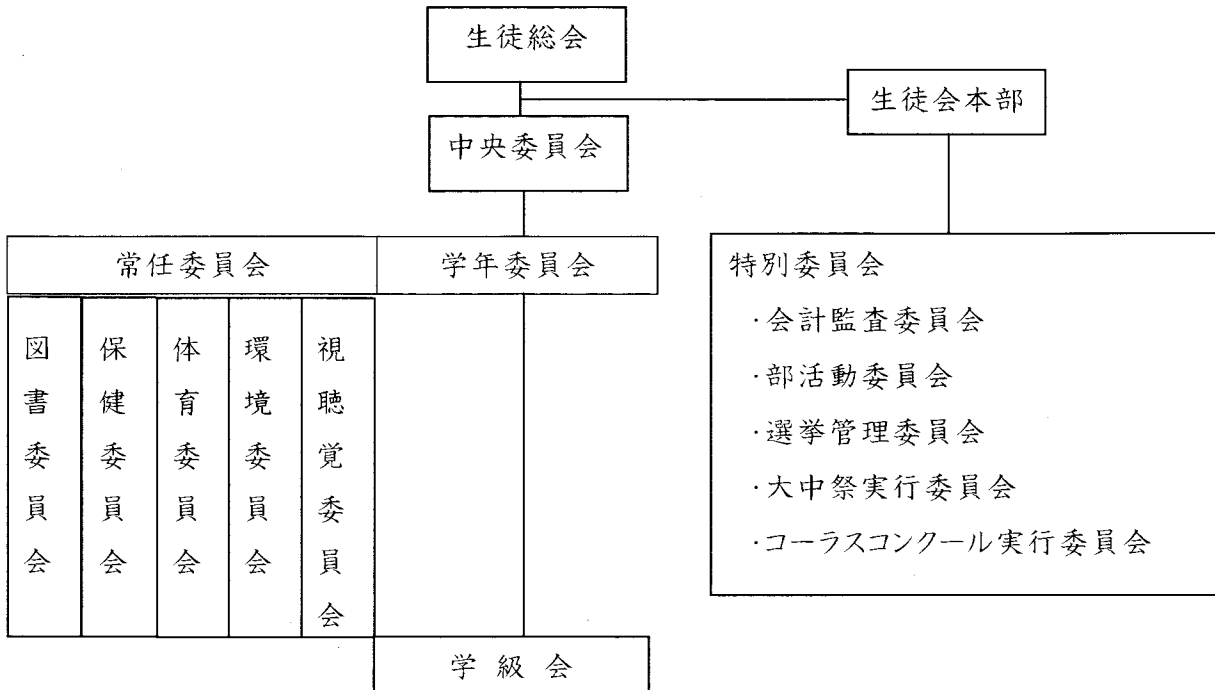 生徒総会
生徒会本部
中央委員会
常任委員会
学年委員会
図書委員会
保健委員会
体育委員会
環境委員会
視聴覚委員会
特別委員会
・会計監査委員会
・部活動委員会
・選挙管理委員会
・大中祭実行委員会
・コーラスコンクール実行委員会
学級会